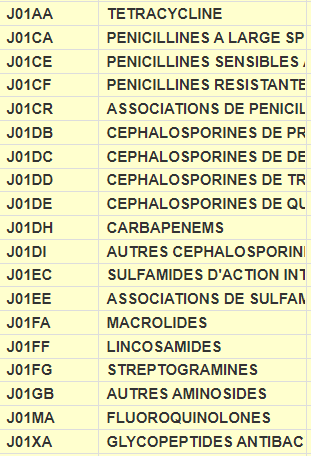 J01AA TETRACYCLINE
J01CA PENICILLINES A LARGE SP
J01CE PENICILLINES SENSIBLES
J01CF PENICILLINES RESISTANTE
J01CR ASSOCIATIONS DE PENICIL
J01DB CEPHALOSPORINES DE PR
J01DC CEPHALOSPORINES DE DE
J01DD CEPHALOSPORINES DE TR
J01DE CEPHALOSPORINES DE QU
J01DH CARBAPENEMS
J01DI AUTRES CEPHALOSPORIN
J01EC SULFAMIDES D'ACTION INT
J01EE ASSOCIATIONS DE SULFAM
J01FA MACROLIDES
J01FF LINCOSAMIDES
J01FG STREPTOGRAMINES
J01GB AUTRES AMINOSIDES
J01MA FLUOROQUINOLONES
J01XA GLYCOPEPTIDES ANTIBAC